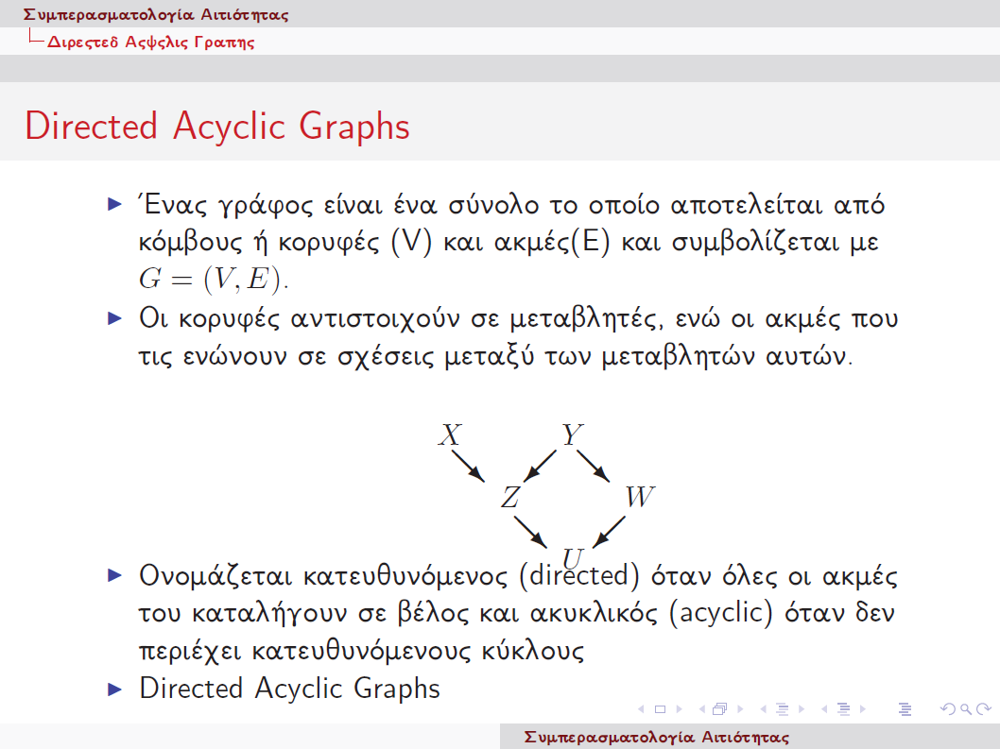 Συμπερασματολογία Αιτιότητας
Διρεςτεδ Αςψςλις Γραπης
Directed Acyclic Graphs
Ένας γράφος είναι ένα σύνολο το οποίο αποτελείται από
κόμβους ή κορυφές (V) και ακμές(E) και συμβολίζεται με
G = (V, E).
Οι κορυφές αντιστοιχούν σε μεταβλητές, ενώ οι ακμές που
τις ενώνουν σε σχέσεις μεταξύ των μεταβλητών αυτών.
X Y
Z W
U
Ονομάζεται κατευθυνόμενος (directed) όταν όλες οι ακμές
του καταλήγουν σε βέλος και ακυκλικός (acyclic) όταν δεν
περιέχει κατευθυνόμενους κύκλους
Directed Acyclic Graphs
Συμπερασματολογία Αιτιότητας